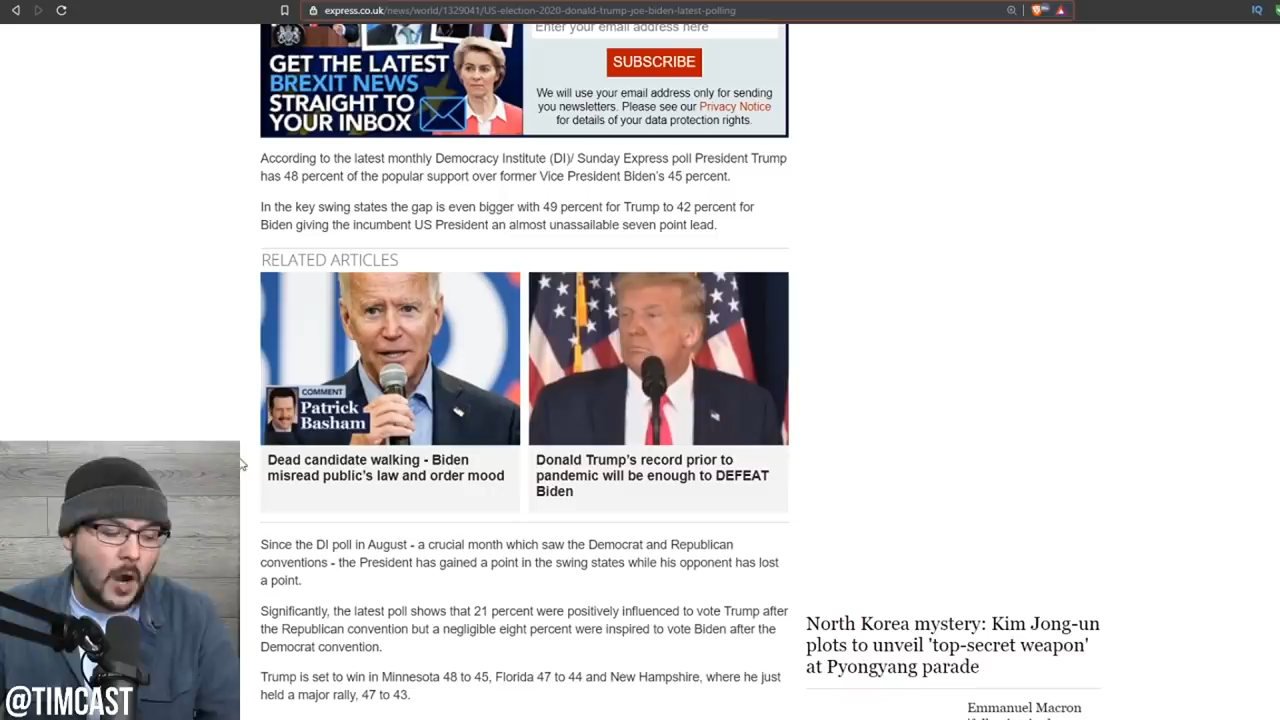 express.co.uk/news/world/1329041/US-election-2020-donald-trump-joe-biden-latest-polling
IQ
Enter your email address here
GET THE LATEST
BREXIT NEWS
STRAIGHT TO
YOUR INBOX
SUBSCRIBE
We will use your email address only for sending
you newsletters. Please see our Privacy Notice
for details of your data protection rights.
According to the latest monthly Democracy Institute (DI)/ Sunday Express poll President Trump
has 48 percent of the popular support over former Vice President Biden's 45 percent.
In the key swing states the gap is even bigger with 49 percent for Trump to 42 percent for
Biden giving the incumbent US President an almost unassailable seven point lead.
RELATED ARTICLES
COMMENT
Patrick
Basham
Dead candidate walking - Biden
misread public's law and order mood
Donald Trump's record prior to
pandemic will be enough to DEFEAT
Biden
Since the DI poll in August - a crucial month which saw the Democrat and Republican
conventions - the President has gained a point in the swing states while his opponent has lost
a point.
Significantly, the latest poll shows that 21 percent were positively influenced to vote Trump after
the Republican convention but a negligible eight percent were inspired to vote Biden after the
Democrat convention.
Trump is set to win in Minnesota 48 to 45, Florida 47 to 44 and New Hampshire, where he just
held a major rally, 47 to 43.
North Korea mystery: Kim Jong-un
plots to unveil 'top-secret weapon'
at Pyongyang parade
Emmanuel Macron
@TIMCAST